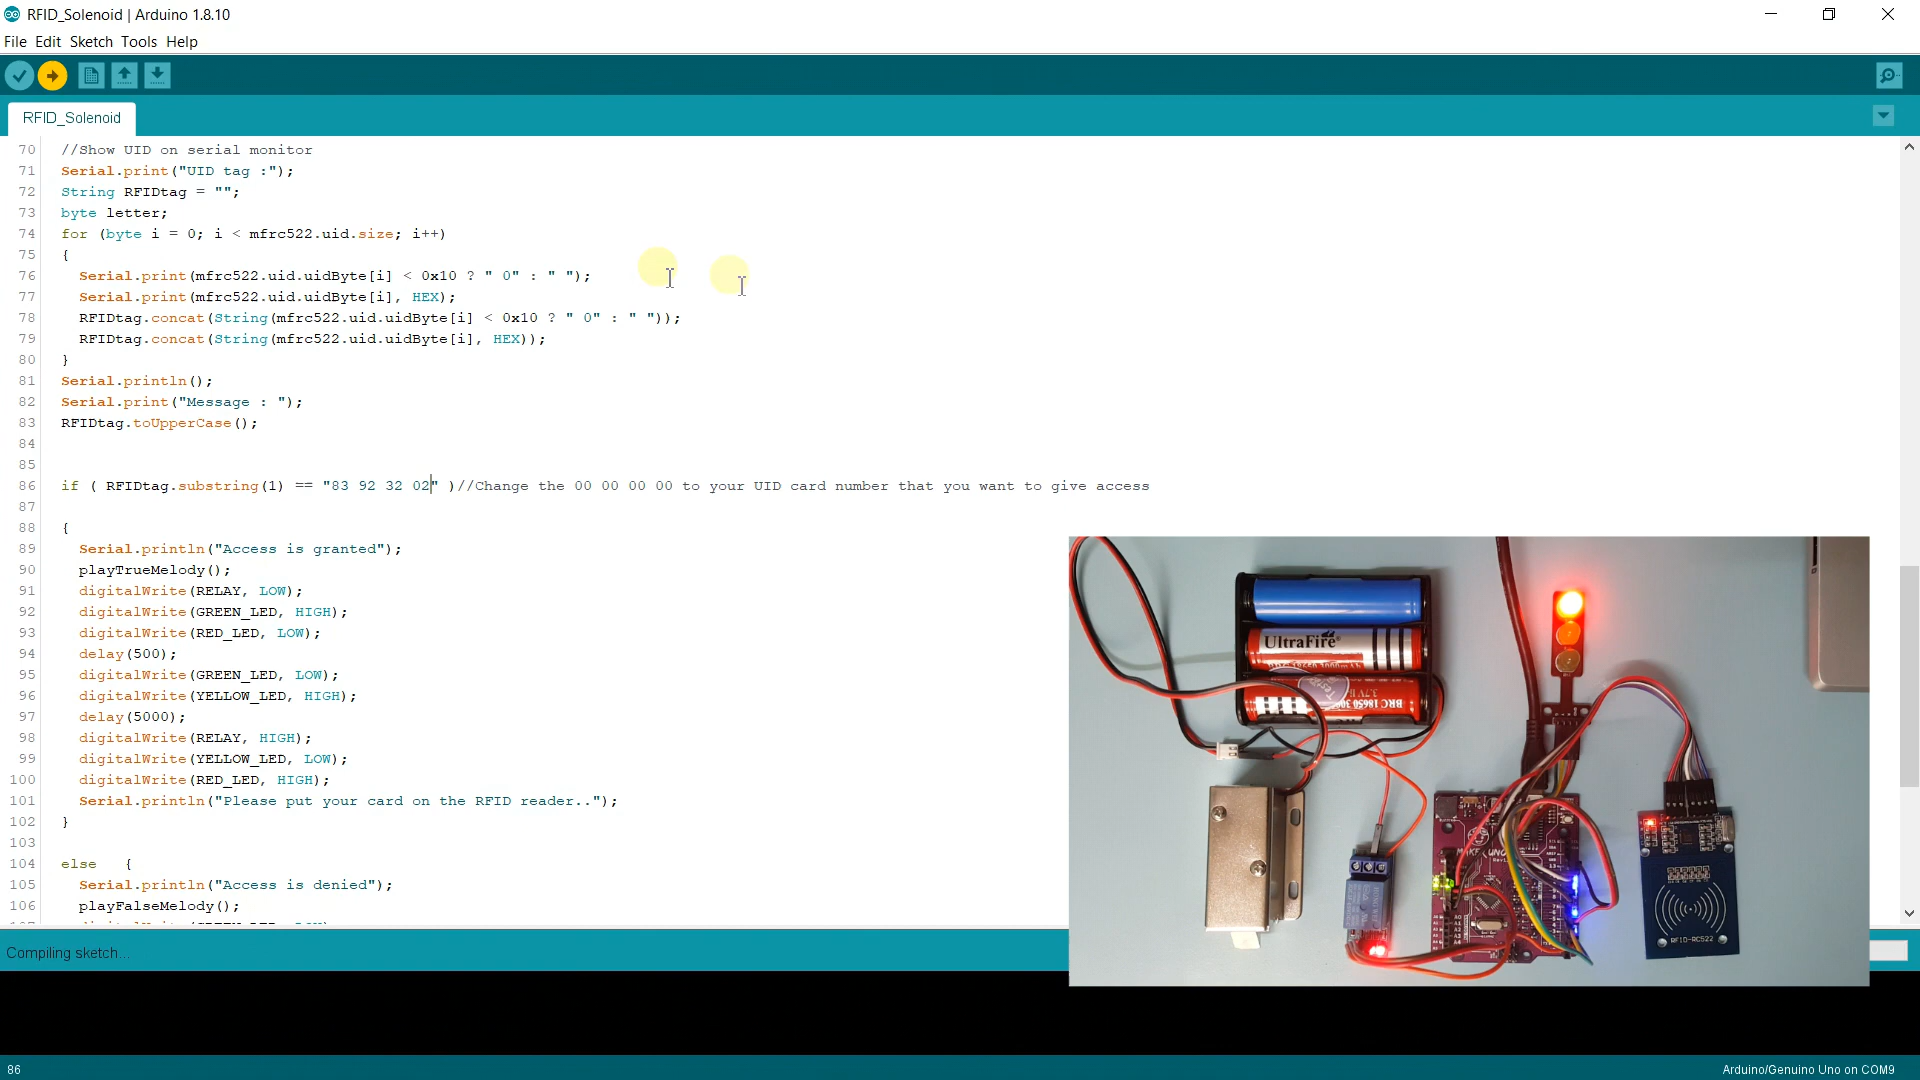 RFID_Solenoid | Arduino 1.8.10
File Edit Sketch Tools Help
RFID_Solenoid
70 //Show UID on serial monitor
71 Serial.print("UID tag :");
72 String RFIDtag = "";
73 byte letter;
74 for (byte i = 0; i < mfrc522.uid.size; i++)
75 {
76 Serial.print(mfrc522.uid.uidByte[i] < 0x10 ? " 0" : " ");
77 Serial.print(mfrc522.uid.uidByte[i], HEX);
78 RFIDtag.concat(String(mfrc522.uid.uidByte[i] < 0x10 ? " 0" : " "));
79 RFIDtag.concat(String(mfrc522.uid.uidByte[i], HEX));
80 }
81 Serial.println();
82 Serial.print("Message : ");
83 RFIDtag.toUpperCase();
84
85
86 if ( RFIDtag.substring(1) == "83 92 32 02" )//Change the 00 00 00 00 to your UID card number that you want to give access
87
88 {
89 Serial.println("Access is granted");
90 playTrueMelody();
91 digitalWrite(RELAY, LOW);
92 digitalWrite(GREEN_LED, HIGH);
93 digitalWrite(RED_LED, LOW);
94 delay(500);
95 digitalWrite(GREEN_LED, LOW);
96 digitalWrite(YELLOW_LED, HIGH);
97 delay(5000);
98 digitalWrite(RELAY, HIGH);
99 digitalWrite(YELLOW_LED, LOW);
100 digitalWrite(RED_LED, HIGH);
101 Serial.println("Please put your card on the RFID reader..");
102 }
103
104 else {
105 Serial.println("Access is denied");
106 playFalseMelody();
UltraFire
BRC 18650
3.7V
MAKER UNO
RFID-RC522
Compiling sketch...
86
Arduino/Genuino Uno on COM9